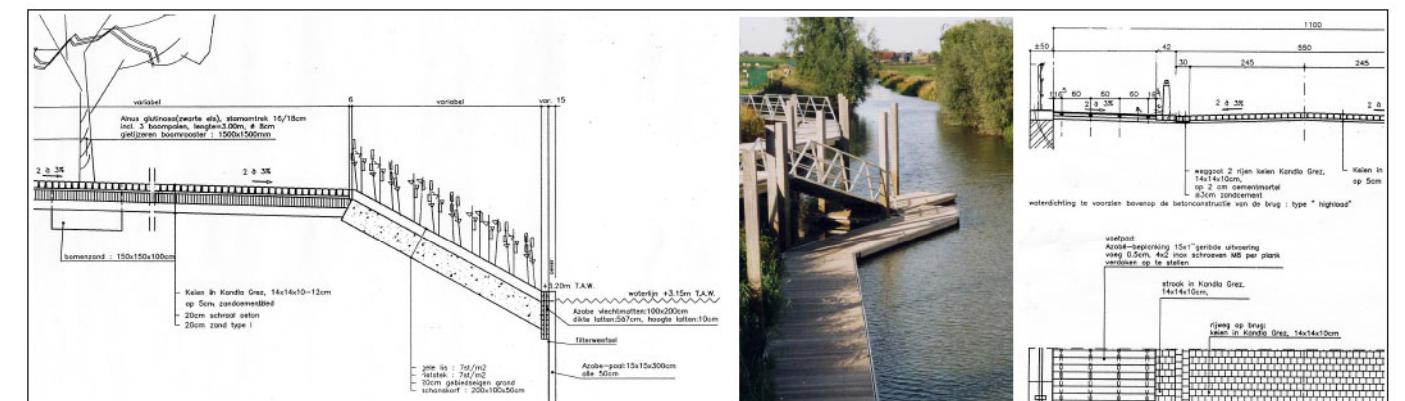 variabel
6
variabel
var. 15
Alnus glutinosa(zwarte els), stamomtrek 16/18cm
incl. 3 boompalen, lengte=3.00m, ø 8cm
gietijzeren boomrooster : 1500x1500mm
2 à 3%
2 à 3%
bomenzand : 150x150x100cm
Keien in Kandla Grez, 14x14x10-12cm
op 5cm zandcementbed
20cm schraal beton
20cm zand type I
+3.20m T.A.W.
waterlijn +3.15m T.A.W.
Azobe vlechtmatten:100x200cm
dikte latten:5à7cm, hoogte latten:10cm
filterweefsel
gele lis : 7st/m2
rietstek : 7st/m2
20cm gebiedseigen grond
schanskorf : 200x100x50cm
Azobe-paal:15x15x300cm
alle 50cm
1100
±50
42
550
30
245
245
60
60
60
2 à 3%
2 à 3%
2 à
weggoot 2 rijen keien Kandla Grez,
14x14x10cm,
op 2 cm cementmortel
±3cm zandcement
Keien in
op 5cm
waterdichting te voorzien bovenop de betonconstructie van de brug : type " highload"
voetpad:
Azobé-beplanking 15x1" geribde uitvoering
voeg 0.5cm, 4x2 inox schroeven M8 per plank
verdoken op te stellen
strook in Kandla Grez,
14x14x10cm,
rijweg op brug:
keien in Kandla Grez, 14x14x10cm